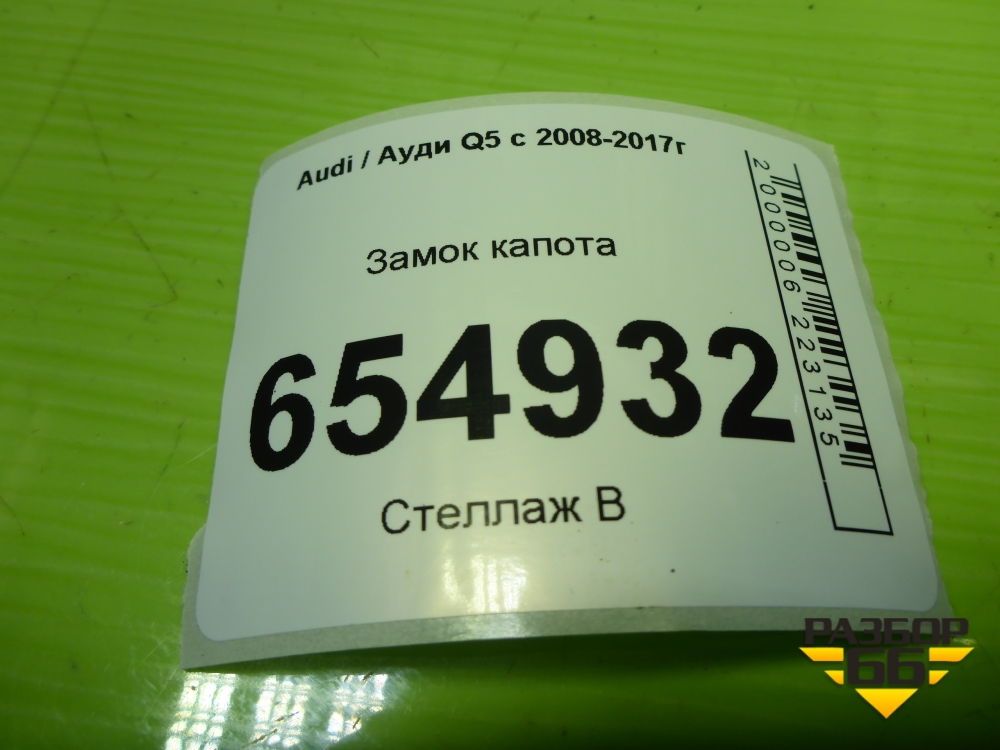 Audi / Ауди Q5 с 2008-2017г
Замок капота
654932
Стеллаж В
2000006223135
РАЗБОР
66